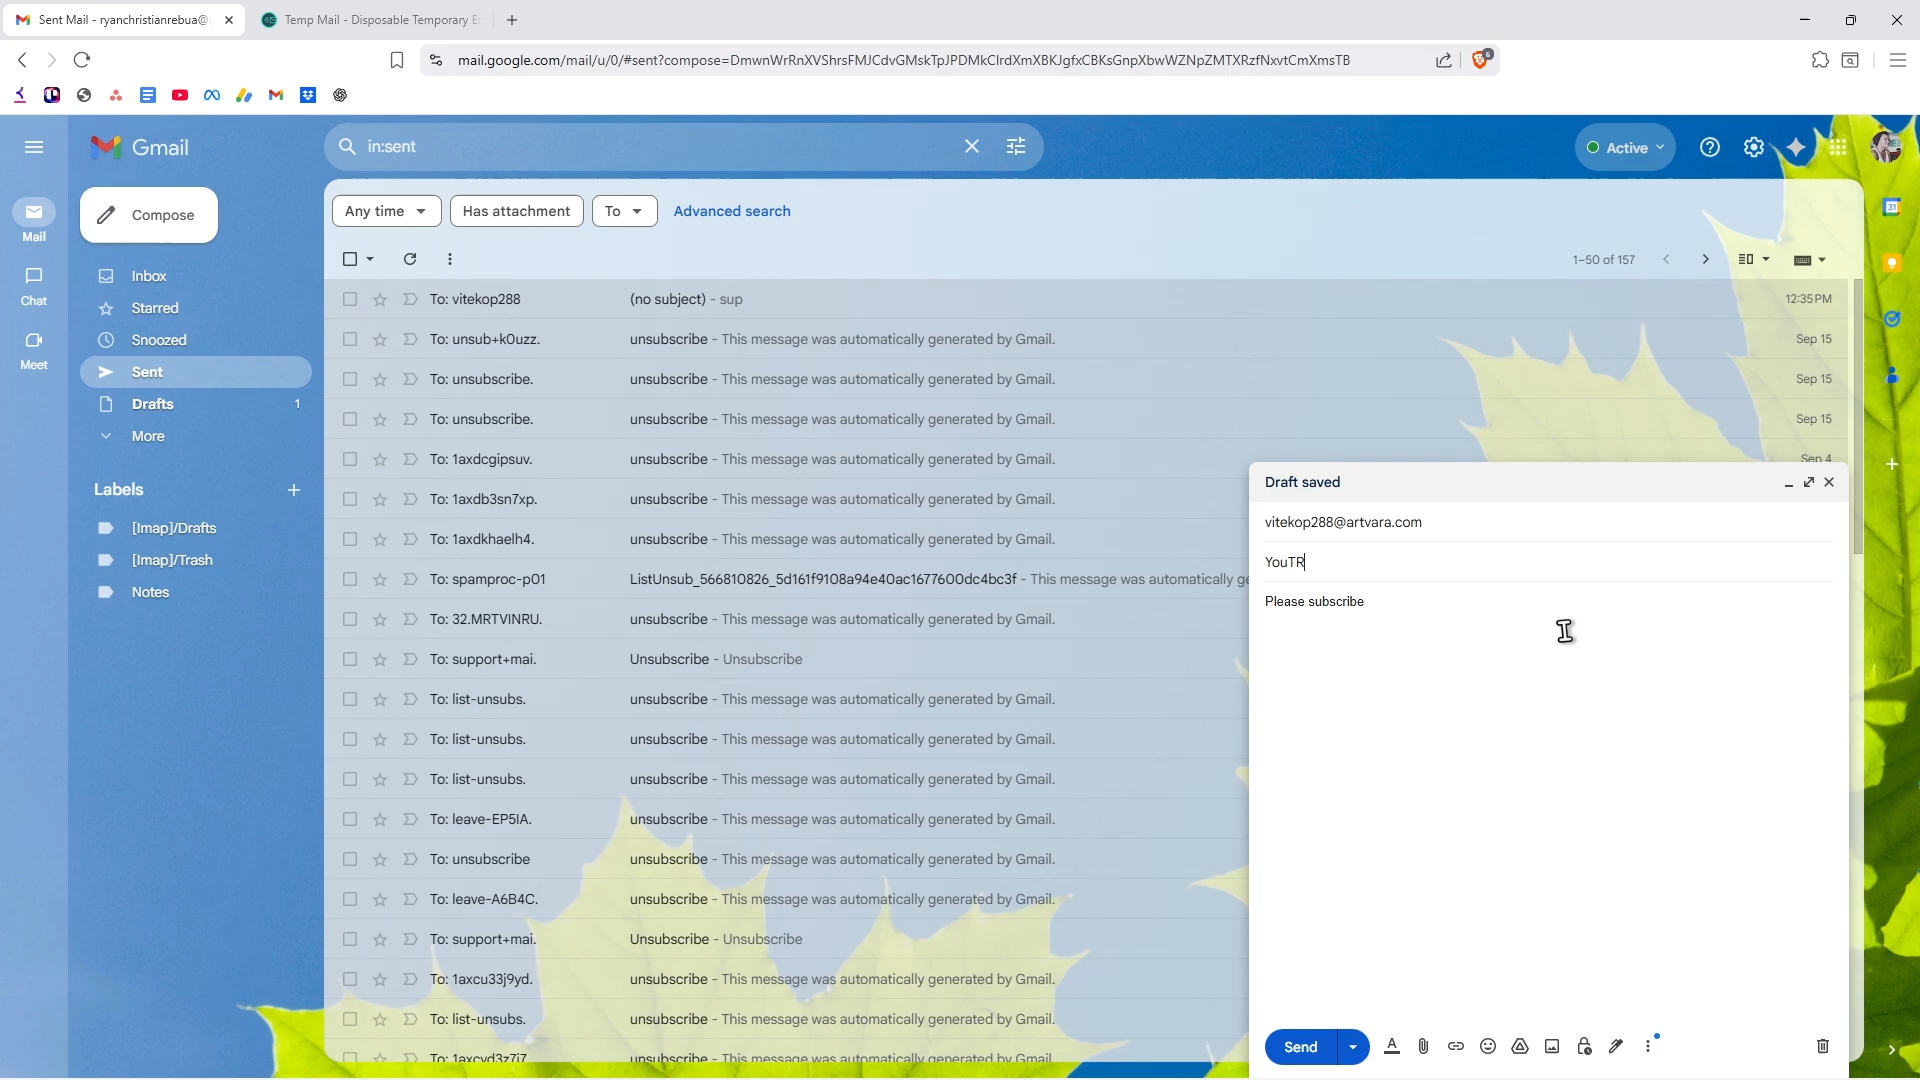 Sent Mail - ryanchristianrebua@
Temp Mail - Disposable Temporary E
mail.google.com/mail/u/0/#sent?compose=DmwnWrRnXVShrsFMJCdvGMskTpJPDMkClrdXmXBKJgfxCBKsGnpXbwWZNpZMTXRzfNxvtCmXmsTB
6
Gmail
in:sent
Active
Compose
Any time
Has attachment
To
Advanced search
Mail
Chat
Meet
Inbox
Starred
Snoozed
Sent
Drafts 1
More
Labels
[Imap]/Drafts
[Imap]/Trash
Notes
1–50 of 157
31
To: vitekop288 (no subject) - sup 12:35 PM
To: unsub+k0uzz. unsubscribe - This message was automatically generated by Gmail. Sep 15
To: unsubscribe. unsubscribe - This message was automatically generated by Gmail. Sep 15
To: unsubscribe. unsubscribe - This message was automatically generated by Gmail. Sep 15
To: 1axdcgipsuv. unsubscribe - This message was automatically generated by Gmail. Sep 4
To: 1axdb3sn7xp. unsubscribe - This message was automatically generated by Gmail.
To: 1axdkhaelh4. unsubscribe - This message was automatically generated by Gmail.
To: spamproc-p01 ListUnsub_566810826_5d161f9108a94e40ac1677600dc4bc3f - This message was automatically ge
To: 32.MRTVINRU. unsubscribe - This message was automatically generated by Gmail.
To: support+mai. Unsubscribe - Unsubscribe
To: list-unsubs. unsubscribe - This message was automatically generated by Gmail.
To: list-unsubs. unsubscribe - This message was automatically generated by Gmail.
To: list-unsubs. unsubscribe - This message was automatically generated by Gmail.
To: leave-EP5IA. unsubscribe - This message was automatically generated by Gmail.
To: unsubscribe unsubscribe - This message was automatically generated by Gmail.
To: leave-A6B4C. unsubscribe - This message was automatically generated by Gmail.
To: support+mai. Unsubscribe - Unsubscribe
To: 1axcu33j9yd. unsubscribe - This message was automatically generated by Gmail.
To: list-unsubs. unsubscribe - This message was automatically generated by Gmail.
To: 1axcvd3z7i7 unsubscribe - This message was automatically generated by Gmail.
Draft saved
vitekop288@artvara.com
YouTR
Please subscribe
Send